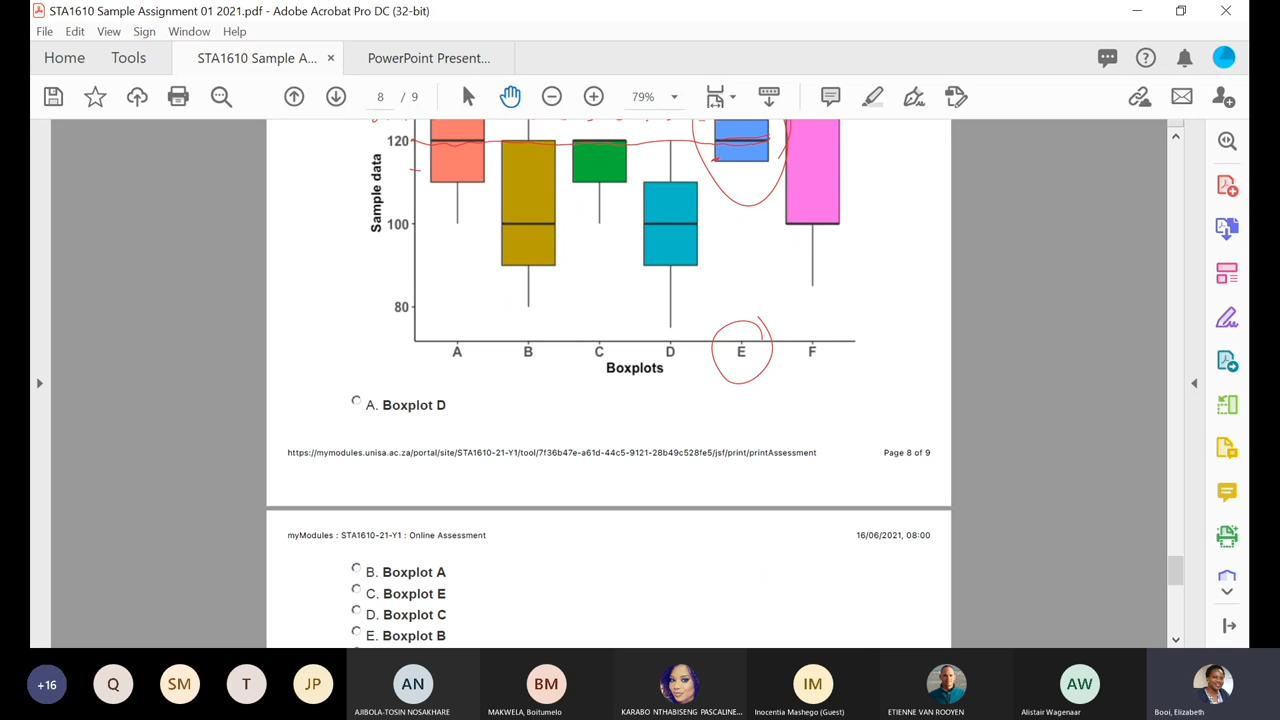 STA1610 Sample Assignment 01 2021.pdf - Adobe Acrobat Pro DC (32-bit)
File Edit View Sign Window Help
Home Tools STA1610 Sample A... × PowerPoint Present...
8 / 9 79%
120
100
80
Sample data
A B C D E F
Boxplots
A. Boxplot D
https://mymodules.unisa.ac.za/portal/site/STA1610-21-Y1/tool/7f36b47e-a61d-44c5-9121-28b49c528fe5/jsf/print/printAssessment Page 8 of 9
myModules : STA1610-21-Y1 : Online Assessment 16/06/2021, 08:00
B. Boxplot A
C. Boxplot E
D. Boxplot C
E. Boxplot B
+16 Q SM T JP AN BM IM AW
AJIBOLA-TOSIN NOSAKHARE MAKWELA, Boitumelo KARABO NTHABISENG PASCALINE... Inocentia Mashego (Guest) ETIENNE VAN ROOYEN Alistair Wagenaar Booi, Elizabeth